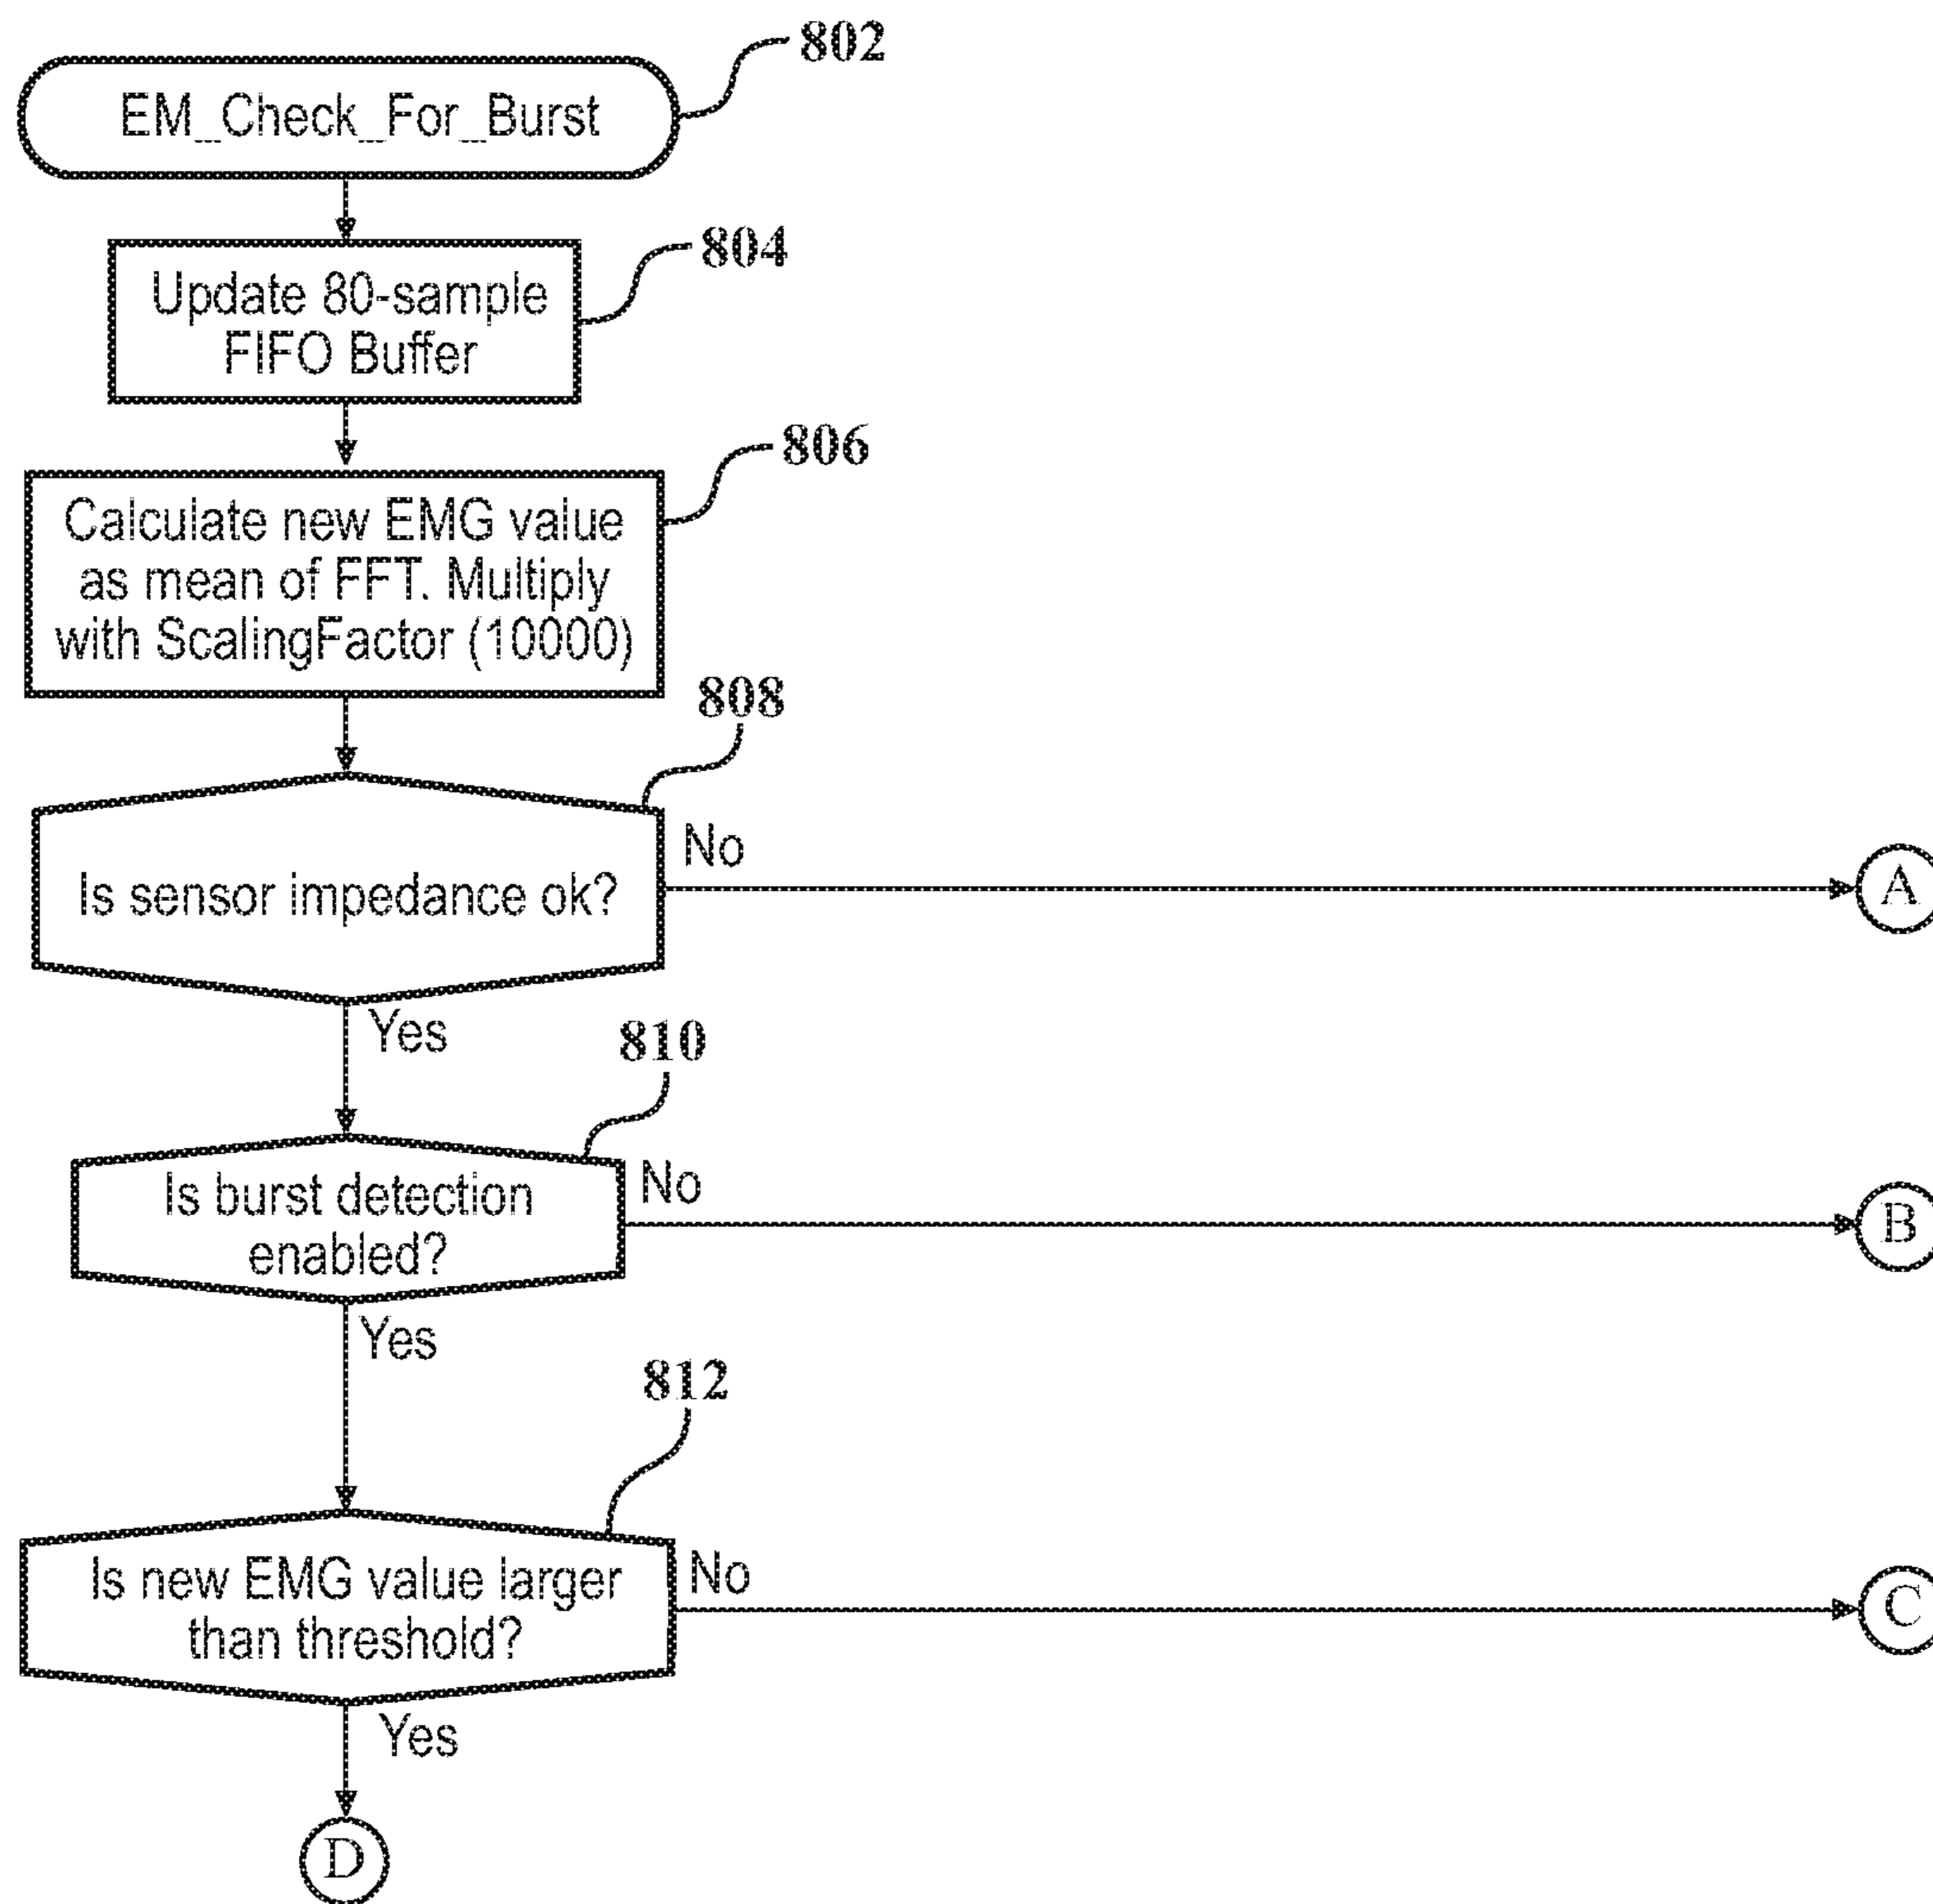 802
EM_Check_For_Burst
804
Update 80-sample
FIFO Buffer
806
Calculate new EMG value
as mean of FFT. Multiply
with ScalingFactor (10000)
808
No
Is sensor impedance ok?
A
Yes
810
Is burst detection
enabled?
No
B
Yes
812
Is new EMG value larger
than threshold?
No
C
Yes
D